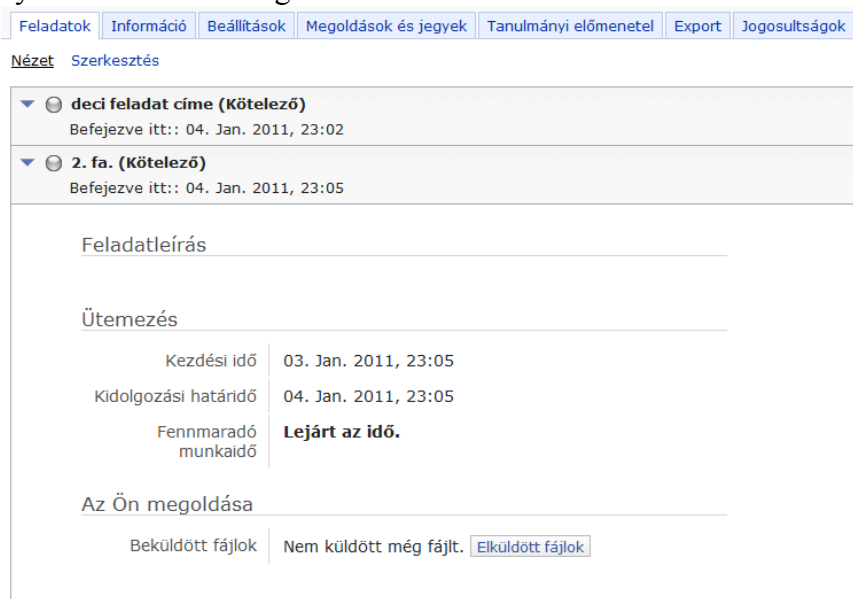 Feladatok Információ Beállítások Megoldások és jegyek Tanulmányi előmenetel Export Jogosultságok
Nézet Szerkesztés
deci feladat címe (Kötelező)
Befejezve itt:: 04. Jan. 2011, 23:02
2. fa. (Kötelező)
Befejezve itt:: 04. Jan. 2011, 23:05
Feladatleírás
Ütemezés
Kezdési idő 03. Jan. 2011, 23:05
Kidolgozási határidő 04. Jan. 2011, 23:05
Fennmaradó Lejárt az idő.
munkaidő
Az Ön megoldása
Beküldött fájlok Nem küldött még fájlt. Elküldött fájlok